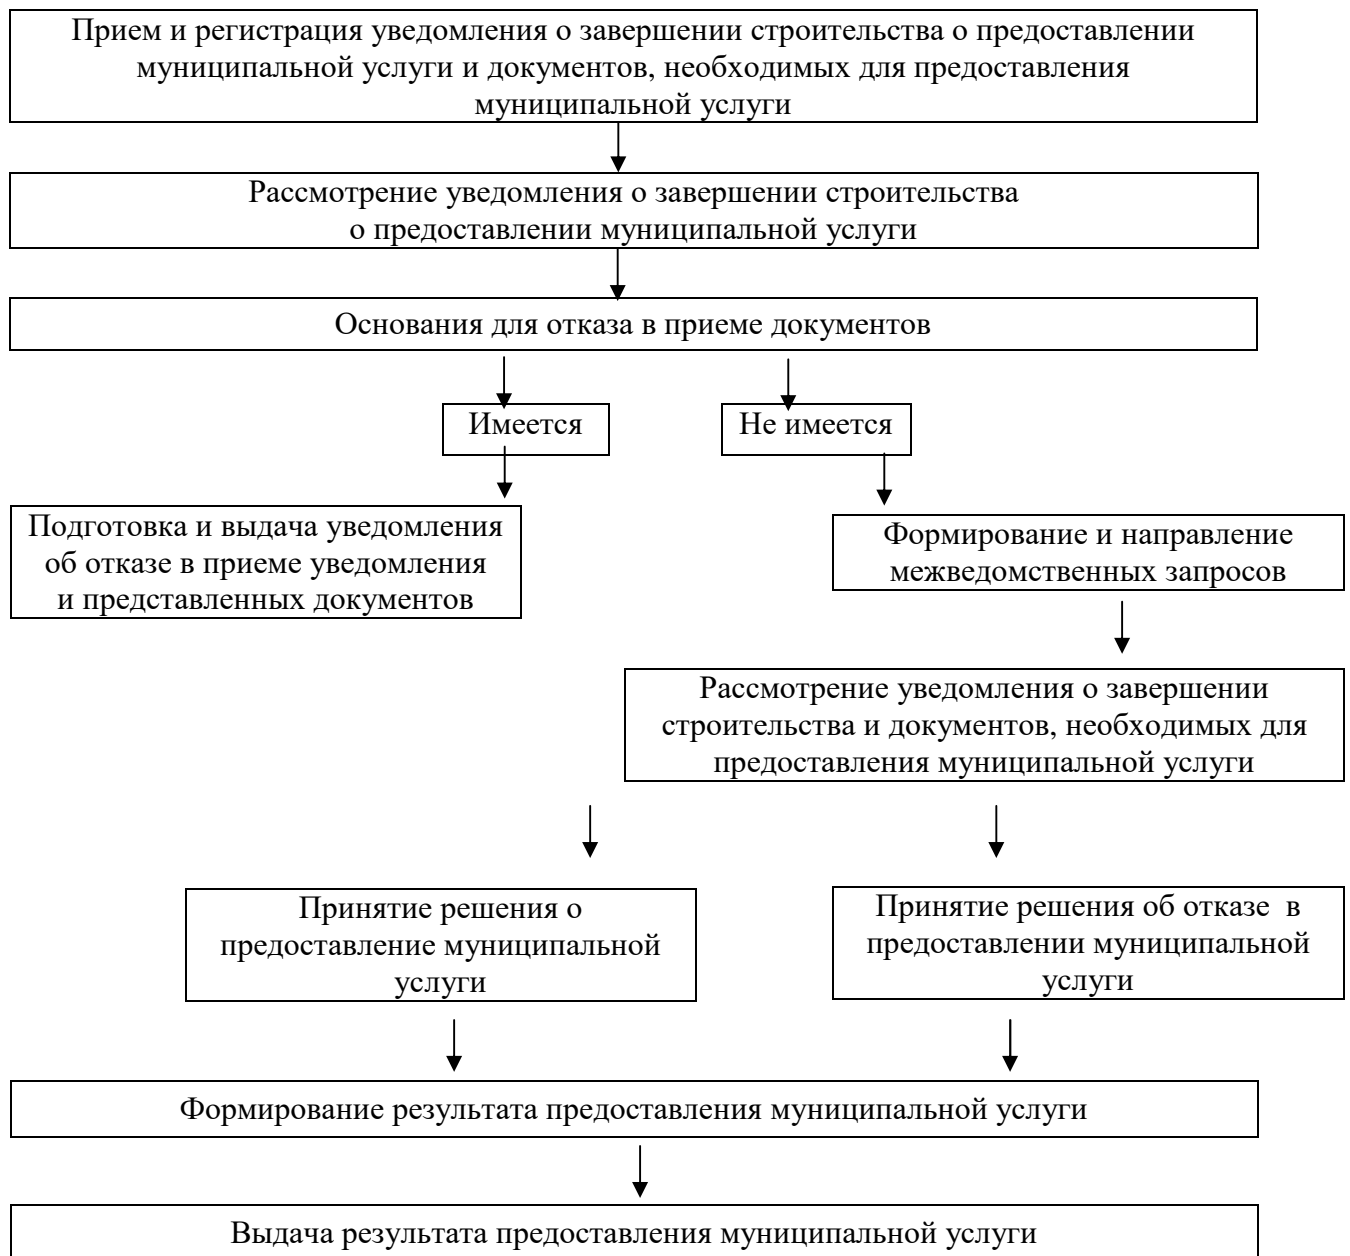 Прием и регистрация уведомления о завершении строительства о предоставлении
муниципальной услуги и документов, необходимых для предоставления
муниципальной услуги
Рассмотрение уведомления о завершении строительства
о предоставлении муниципальной услуги
Основания для отказа в приеме документов
Имеется
Не имеется
Подготовка и выдача уведомления
об отказе в приеме уведомления
и представленных документов
Формирование и направление
межведомственных запросов
Рассмотрение уведомления о завершении
строительства и документов, необходимых для
предоставления муниципальной услуги
Принятие решения о
предоставление муниципальной
услуги
Принятие решения об отказе  в
предоставлении муниципальной
услуги
Формирование результата предоставления муниципальной услуги
Выдача результата предоставления муниципальной услуги